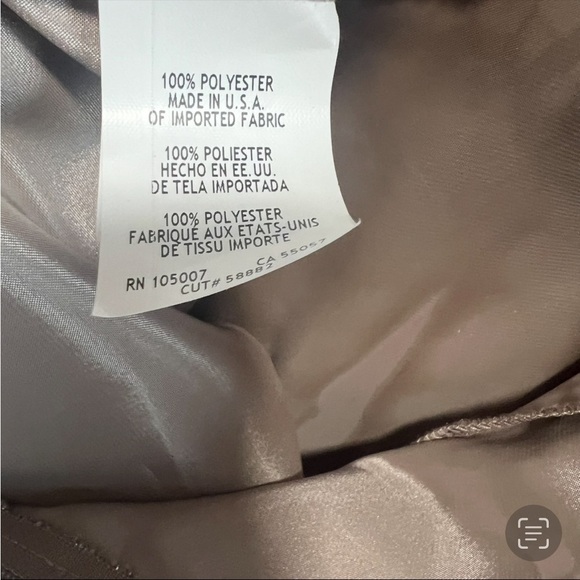 100% POLYESTER
MADE IN U.S.A.
OF IMPORTED FABRIC
100% POLIESTER
HECHO EN EE.UU.
DE TELA IMPORTADA
100% POLYESTER
FABRIQUÉ AUX ETATS-UNIS
DE TISSU IMPORTE
RN 105007 CA 55057
CUT# 58882